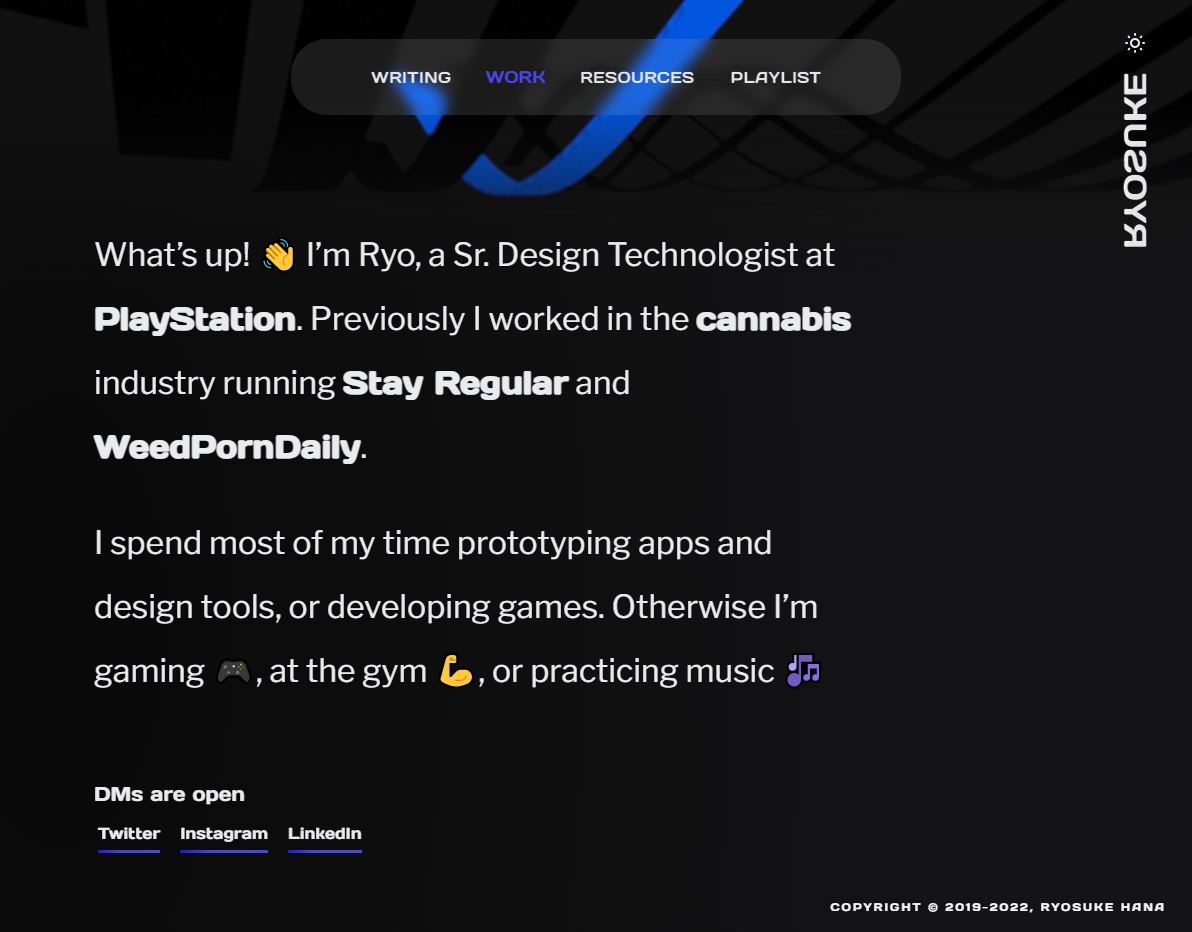 WRITING WORK RESOURCES PLAYLIST
RYOSUKE
What’s up! 👋 I’m Ryo, a Sr. Design Technologist at
PlayStation. Previously I worked in the cannabis
industry running Stay Regular and
WeedPornDaily.
I spend most of my time prototyping apps and
design tools, or developing games. Otherwise I’m
gaming 🎮, at the gym 💪, or practicing music 🎶
DMs are open
Twitter Instagram LinkedIn
COPYRIGHT © 2019-2022, RYOSUKE HANA